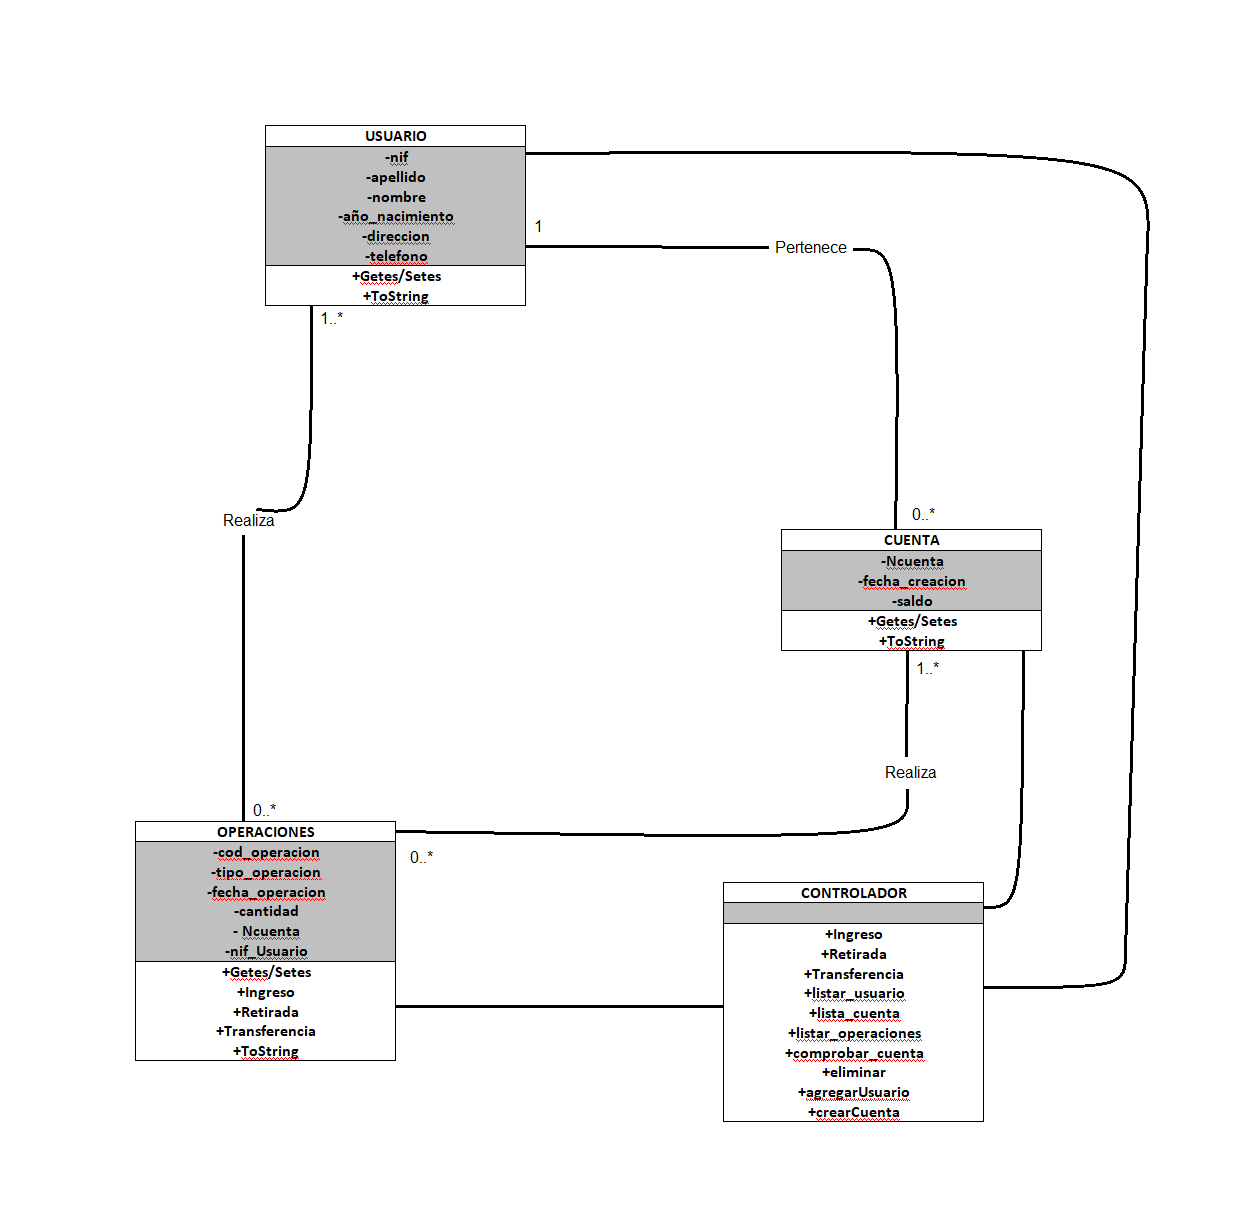 USUARIO
-nif
-apellido
-nombre
-año_nacimiento
-direccion
-telefono
+Getes/Setes
+ToString
1
Pertenece
1..*
Realiza
0..*
CUENTA
-Ncuenta
-fecha_creacion
-saldo
+Getes/Setes
+ToString
1..*
Realiza
0..*
OPERACIONES
-cod_operacion
-tipo_operacion
-fecha_operacion
-cantidad
- Ncuenta
-nif_Usuario
+Getes/Setes
+Ingreso
+Retirada
+Transferencia
+ToString
0..*
CONTROLADOR
+Ingreso
+Retirada
+Transferencia
+listar_usuario
+lista_cuenta
+listar_operaciones
+comprobar_cuenta
+eliminar
+agregarUsuario
+crearCuenta